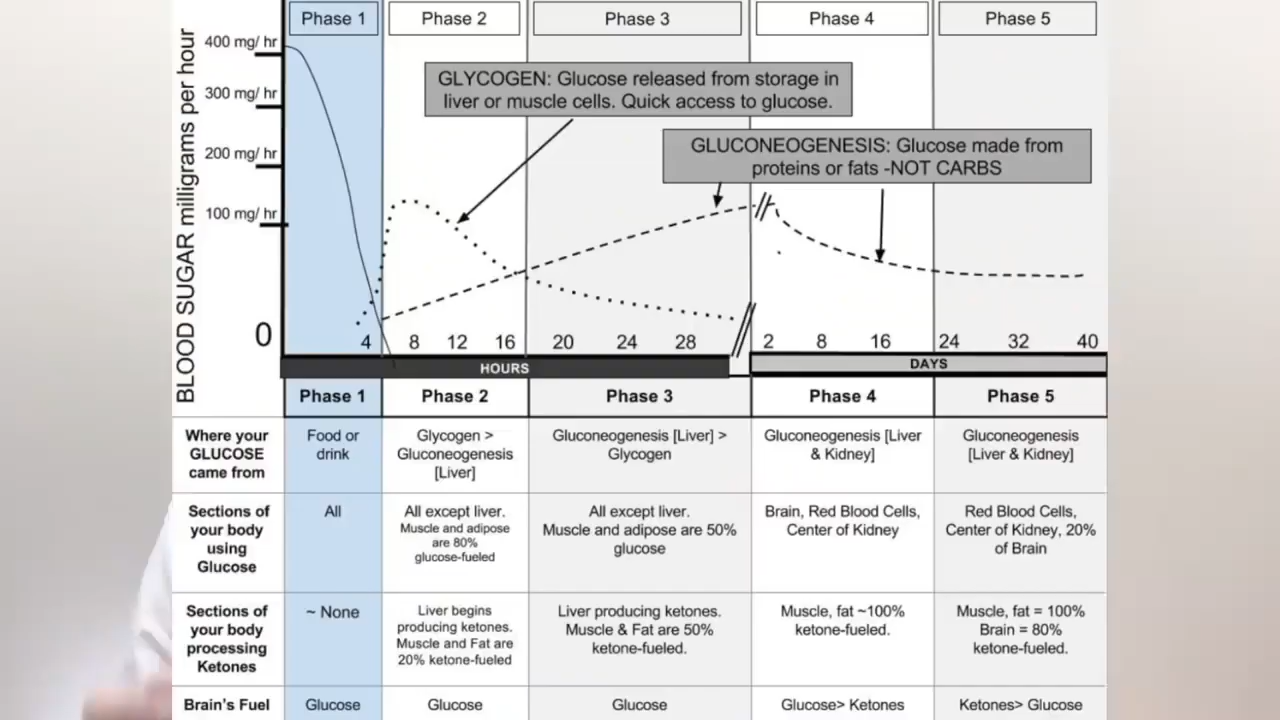 Phase 1
Phase 2
Phase 3
Phase 4
Phase 5
BLOOD SUGAR milligrams per hour
400 mg/ hr
300 mg/ hr
200 mg/ hr
100 mg/ hr
0
GLYCOGEN: Glucose released from storage in
liver or muscle cells. Quick access to glucose.
GLUCONEOGENESIS: Glucose made from
proteins or fats -NOT CARBS
4 8 12 16 20 24 28 2 8 16 24 32 40
HOURS
DAYS
Phase 1
Phase 2
Phase 3
Phase 4
Phase 5
Where your
GLUCOSE
came from
Food or
drink
Glycogen >
Gluconeogenesis
[Liver]
Gluconeogenesis [Liver] >
Glycogen
Gluconeogenesis [Liver
& Kidney]
Gluconeogenesis
[Liver & Kidney]
Sections of
your body
using
Glucose
All
All except liver.
Muscle and adipose
are 80%
glucose-fueled
All except liver.
Muscle and adipose are 50%
glucose
Brain, Red Blood Cells,
Center of Kidney
Red Blood Cells,
Center of Kidney, 20%
of Brain
Sections of
your body
processing
Ketones
~ None
Liver begins
producing ketones.
Muscle and Fat are
20% ketone-fueled
Liver producing ketones.
Muscle & Fat are 50%
ketone-fueled.
Muscle, fat ~100%
ketone-fueled.
Muscle, fat = 100%
Brain = 80%
ketone-fueled.
Brain's Fuel
Glucose
Glucose
Glucose
Glucose> Ketones
Ketones> Glucose